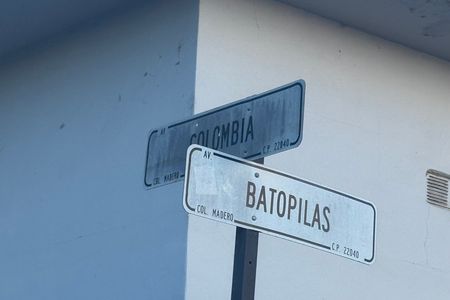 AV
COLOMBIA
COL. MADERO C.P. 22040
AV
BATOPILAS
COL. MADERO C.P. 22040